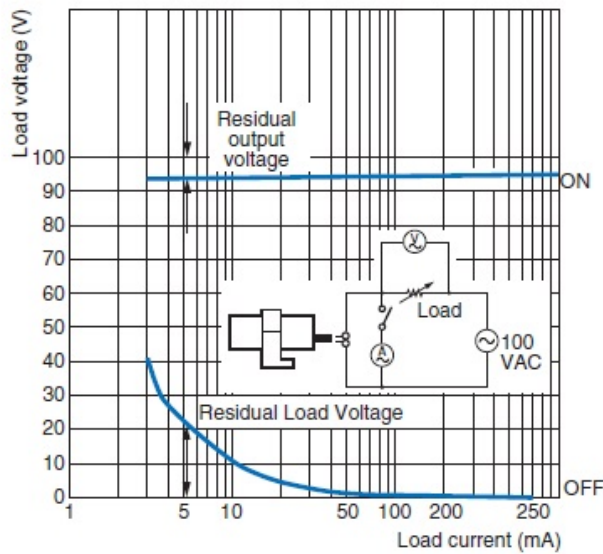 Load voltage (V)
Residual
output
voltage
100
90
80
70
60
50
40
30
20
10
0
ON
V
Load
A
100
VAC
Residual Load Voltage
OFF
1
5
10
50
100
200
250
Load current (mA)